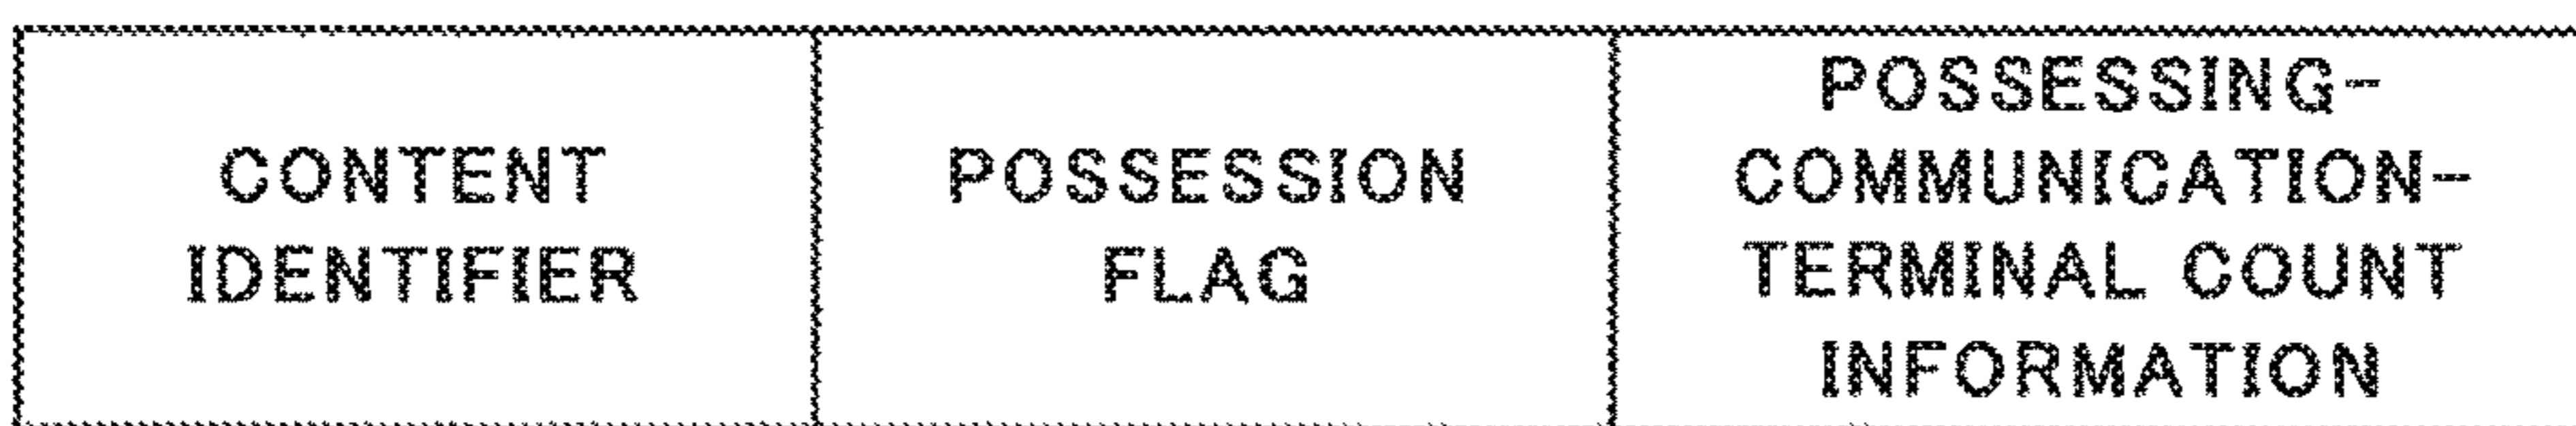 CONTENT
IDENTIFIER
POSSESSION
FLAG
POSSESSING-
COMMUNICATION-
TERMINAL COUNT
INFORMATION